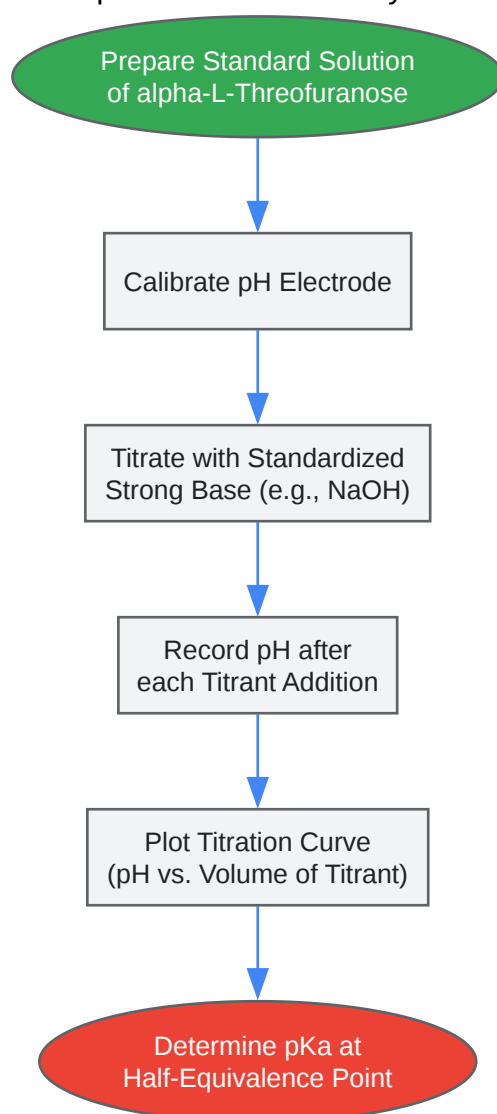 Prepare Standard Solution
of alpha-L-Threofuranose
Calibrate pH Electrode
Titrate with Standardized
Strong Base (e.g., NaOH)
Record pH after
each Titrant Addition
Plot Titration Curve
(pH vs. Volume of Titrant)
Determine pKa at
Half-Equivalence Point